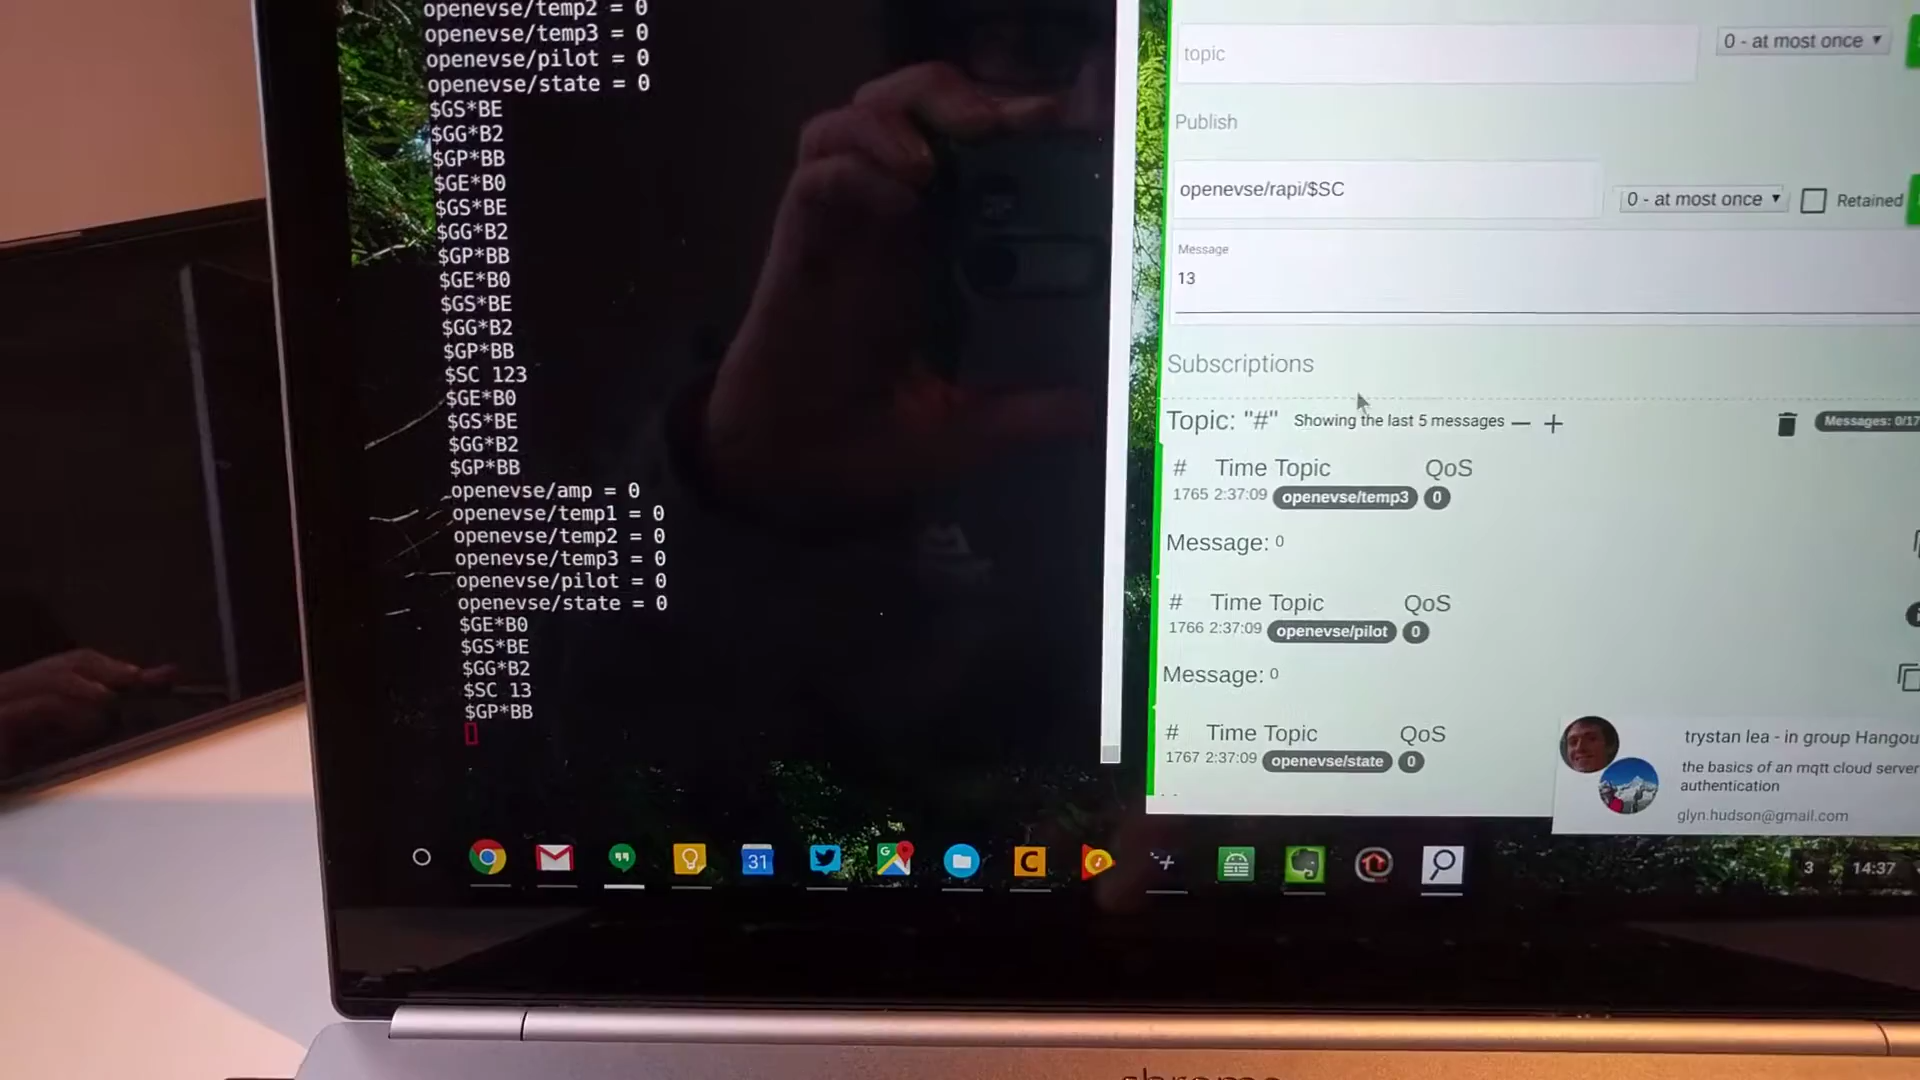 openevse/temp2 = 0
openevse/temp3 = 0
openevse/pilot = 0
openevse/state = 0
$GS*BE
$GG*B2
$GP*BB
$GE*B0
$GS*BE
$GG*B2
$GP*BB
$GE*B0
$GS*BE
$GG*B2
$GP*BB
$SC 123
$GE*B0
$GS*BE
$GG*B2
$GP*BB
openevse/amp = 0
openevse/temp1 = 0
openevse/temp2 = 0
openevse/temp3 = 0
openevse/pilot = 0
openevse/state = 0
$GE*B0
$GS*BE
$GG*B2
$SC 13
$GP*BB
topic
0 - at most once
Publish
openevse/rapi/$SC
0 - at most once
Retained
Message
13
Subscriptions
Topic: "#" Showing the last 5 messages
Messages: 0/17
# Time Topic QoS
1765 2:37:09 openevse/temp3 0
Message: 0
# Time Topic QoS
1766 2:37:09 openevse/pilot 0
Message: 0
# Time Topic QoS
1767 2:37:09 openevse/state 0
trystan lea - in group Hangou
the basics of an mqtt cloud server
authentication
glyn.hudson@gmail.com
31
G
C
3
14:37